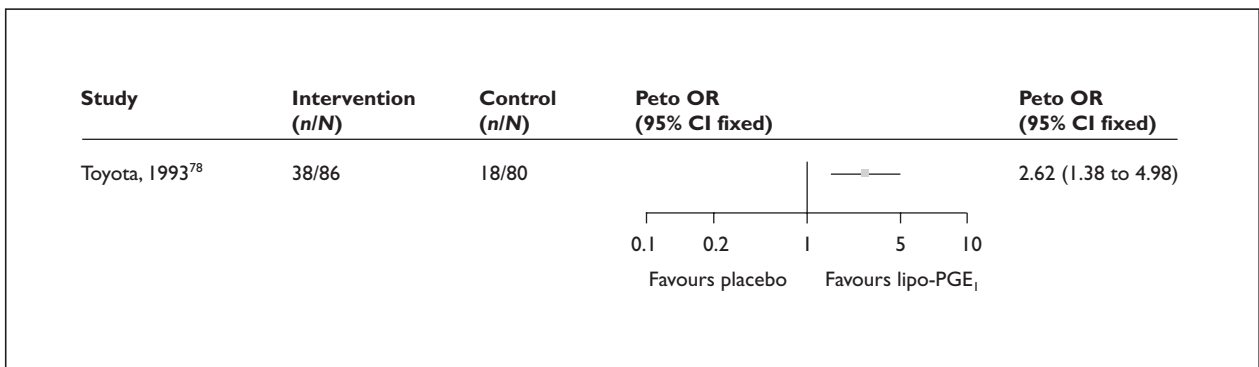 Study Intervention Control Peto OR Peto OR
(n/N) (n/N) (95% CI fixed) (95% CI fixed)
Toyota, 1993⁷⁸ 38/86 18/80 2.62 (1.38 to 4.98)
0.1 0.2 1 5 10
Favours placebo Favours lipo-PGE₁